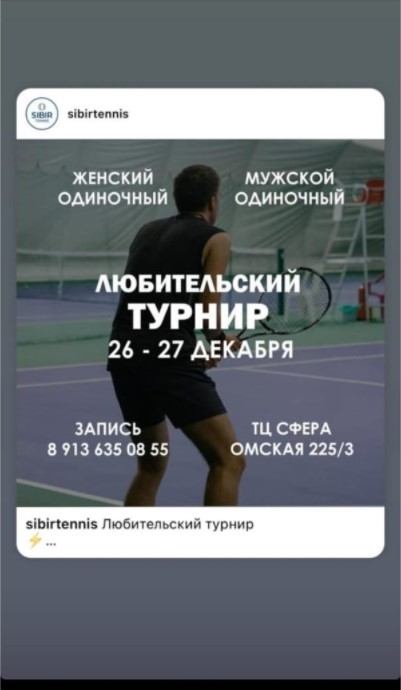 SIBIR
TENNIS
sibirtennis
ЖЕНСКИЙ
ОДИНОЧНЫЙ
МУЖСКОЙ
ОДИНОЧНЫЙ
ЛЮБИТЕЛЬСКИЙ
ТУРНИР
26 - 27 ДЕКАБРЯ
ЗАПИСЬ
8 913 635 08 55
ТЦ СФЕРА
ОМСКАЯ 225/3
sibirtennis Любительский турнир
⚡...